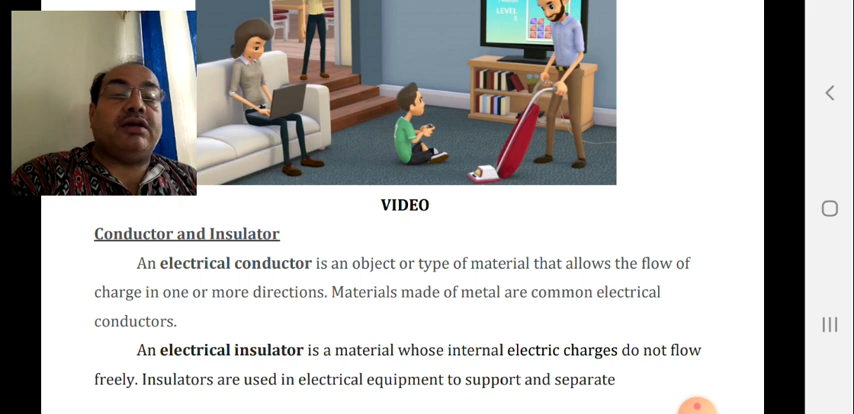 LEVEL
VIDEO
Conductor and Insulator
An electrical conductor is an object or type of material that allows the flow of
charge in one or more directions. Materials made of metal are common electrical
conductors.
An electrical insulator is a material whose internal electric charges do not flow
freely. Insulators are used in electrical equipment to support and separate